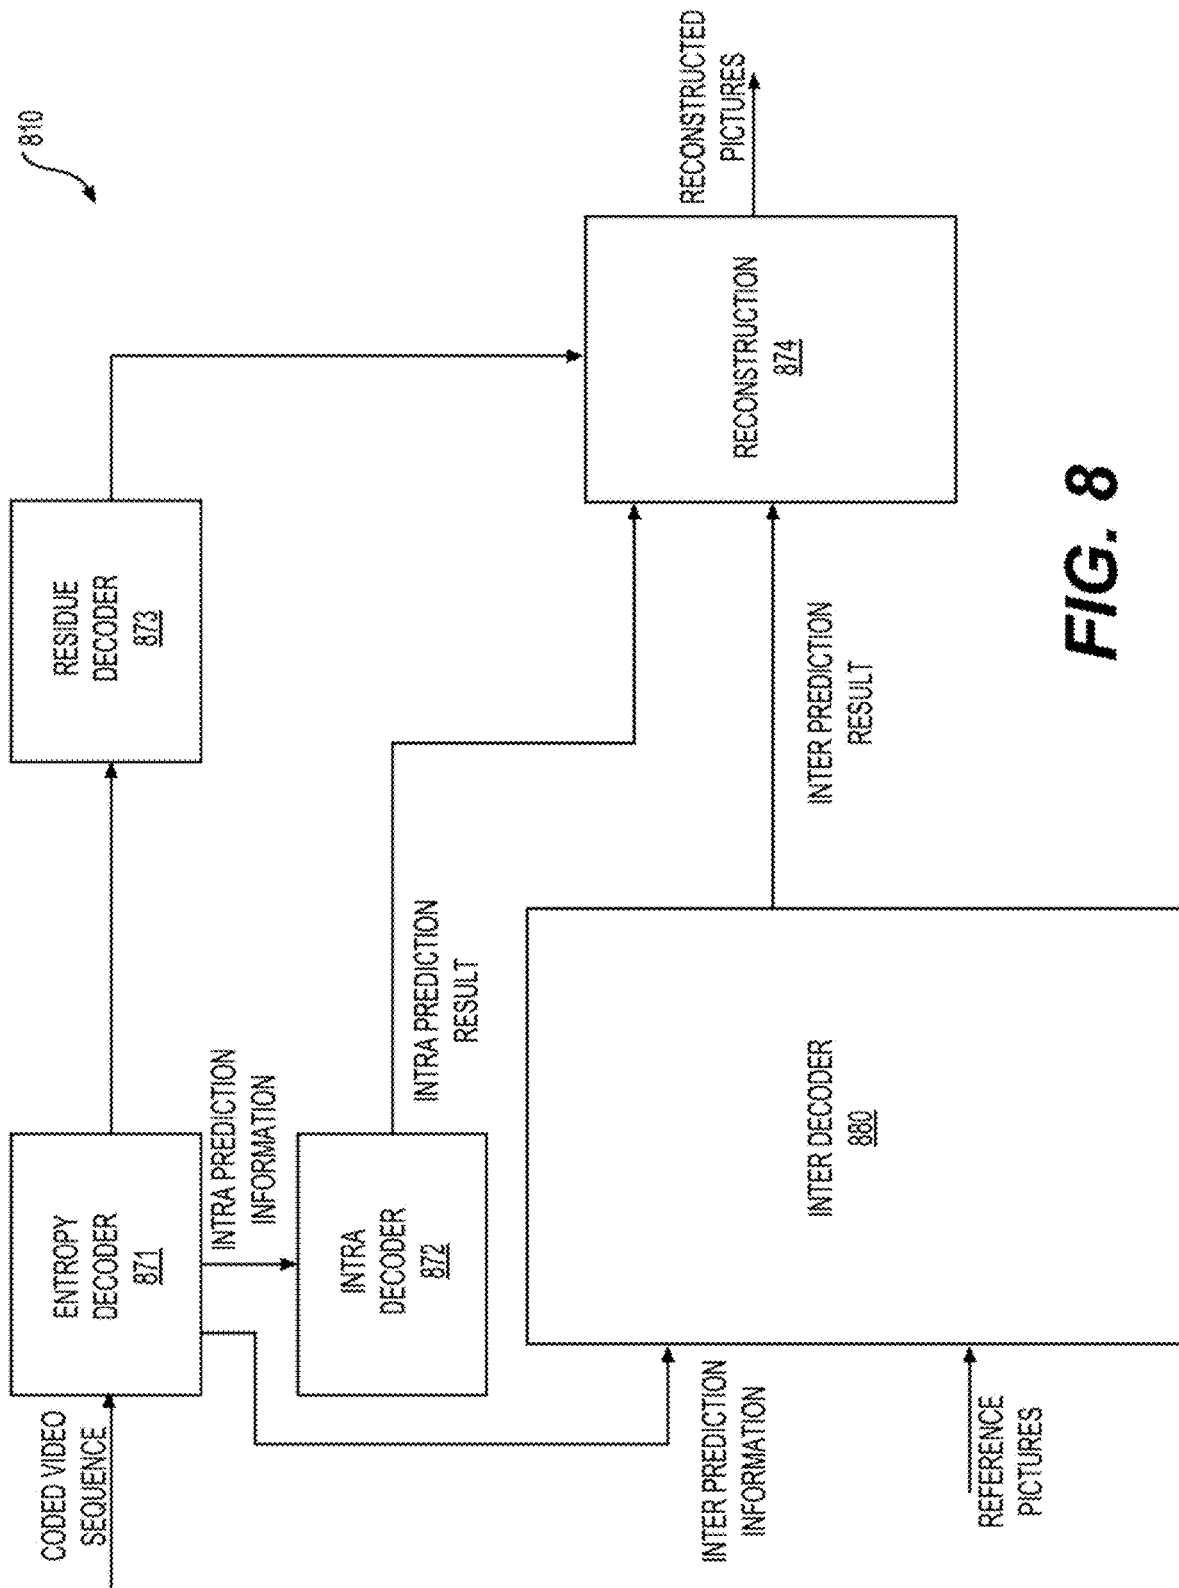 810
CODED VIDEO
SEQUENCE
ENTROPY
DECODER
871
RESIDUE
DECODER
873
INTRA PREDICTION
INFORMATION
INTRA
DECODER
872
INTRA PREDICTION
RESULT
INTER PREDICTION
INFORMATION
REFERENCE
PICTURES
INTER DECODER
880
INTER PREDICTION
RESULT
RECONSTRUCTION
874
RECONSTRUCTED
PICTURES
FIG. 8